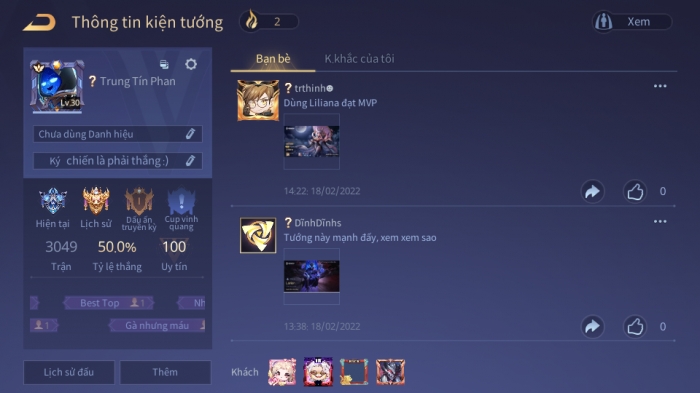 Thông tin kiện tướng
2
Xem
? Trung Tín Phan
Lv.30
Chưa dùng Danh hiệu
Ký chiến là phải thắng :)
Hiện tại
Lịch sử
Dấu ấn truyền kỳ
Cup vinh quang
3049
50.0%
100
Trận
Tỷ lệ thắng
Uy tín
Best Top 1
Nh
1
Gà nhưng máu
Lịch sử đấu
Thêm
Bạn bè
K.khắc của tôi
? trthinh☻
Dùng Liliana đạt MVP
14:22: 18/02/2022
0
? DĩnhDĩnhs
Tướng này mạnh đấy, xem xem sao
13:38: 18/02/2022
0
Khách